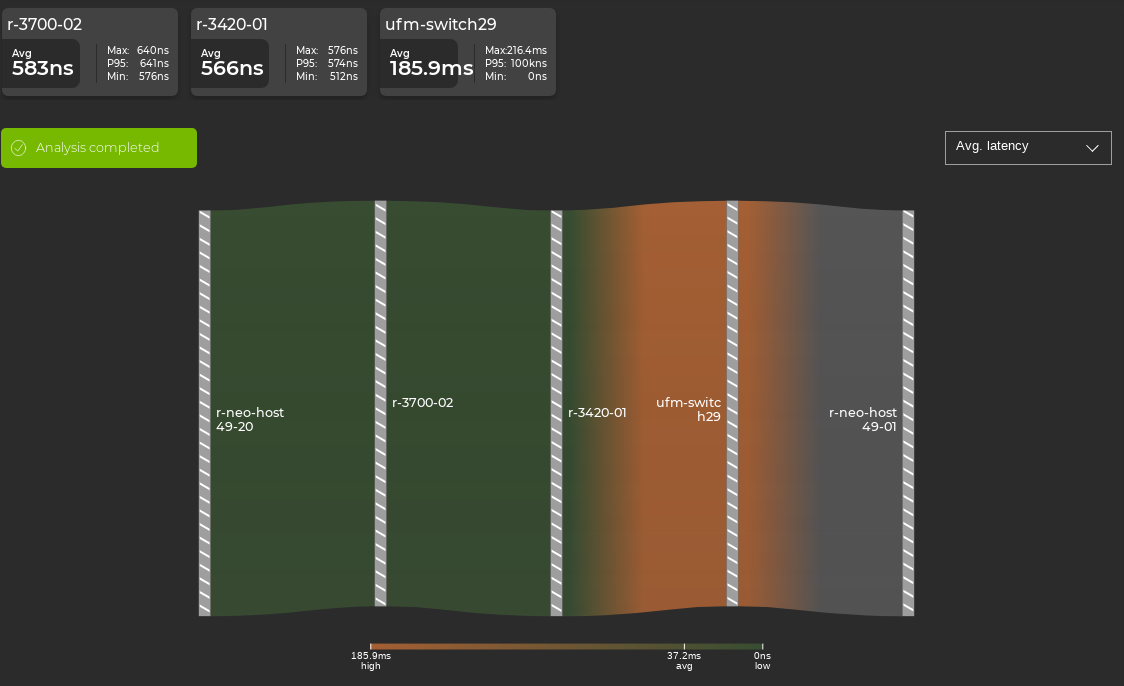 r-3700-02
Avg
583ns
Max: 640ns
P95: 641ns
Min: 576ns
r-3420-01
Avg
566ns
Max: 576ns
P95: 574ns
Min: 512ns
ufm-switch29
Avg
185.9ms
Max:216.4ms
P95: 100kns
Min: 0ns
Analysis completed
Avg. latency
r-neo-host
49-20
r-3700-02
r-3420-01
ufm-switc
h29
r-neo-host
49-01
185.9ms
high
37.2ms
avg
0ns
low